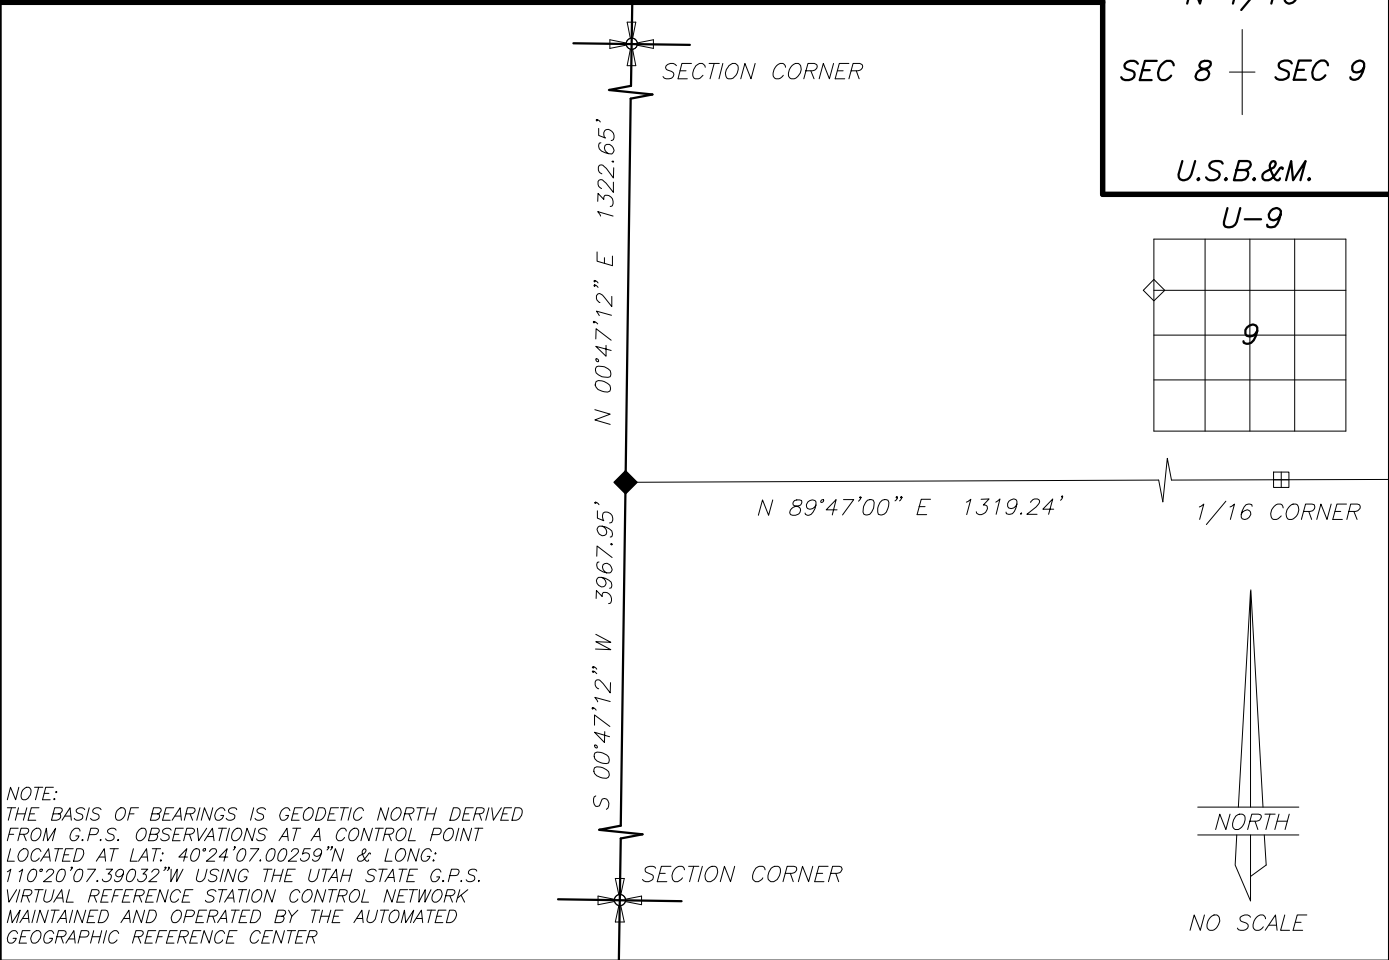 N 1/16
SEC 8 SEC 9
U.S.B.&M.
U-9
9
SECTION CORNER
N 00°47'12" E 1322.65'
N 89°47'00" E 1319.24'
1/16 CORNER
S 00°47'12" W 3967.95'
SECTION CORNER
NORTH
NO SCALE
NOTE:
THE BASIS OF BEARINGS IS GEODETIC NORTH DERIVED
FROM G.P.S. OBSERVATIONS AT A CONTROL POINT
LOCATED AT LAT: 40°24'07.00259"N & LONG:
110°20'07.39032"W USING THE UTAH STATE G.P.S.
VIRTUAL REFERENCE STATION CONTROL NETWORK
MAINTAINED AND OPERATED BY THE AUTOMATED
GEOGRAPHIC REFERENCE CENTER